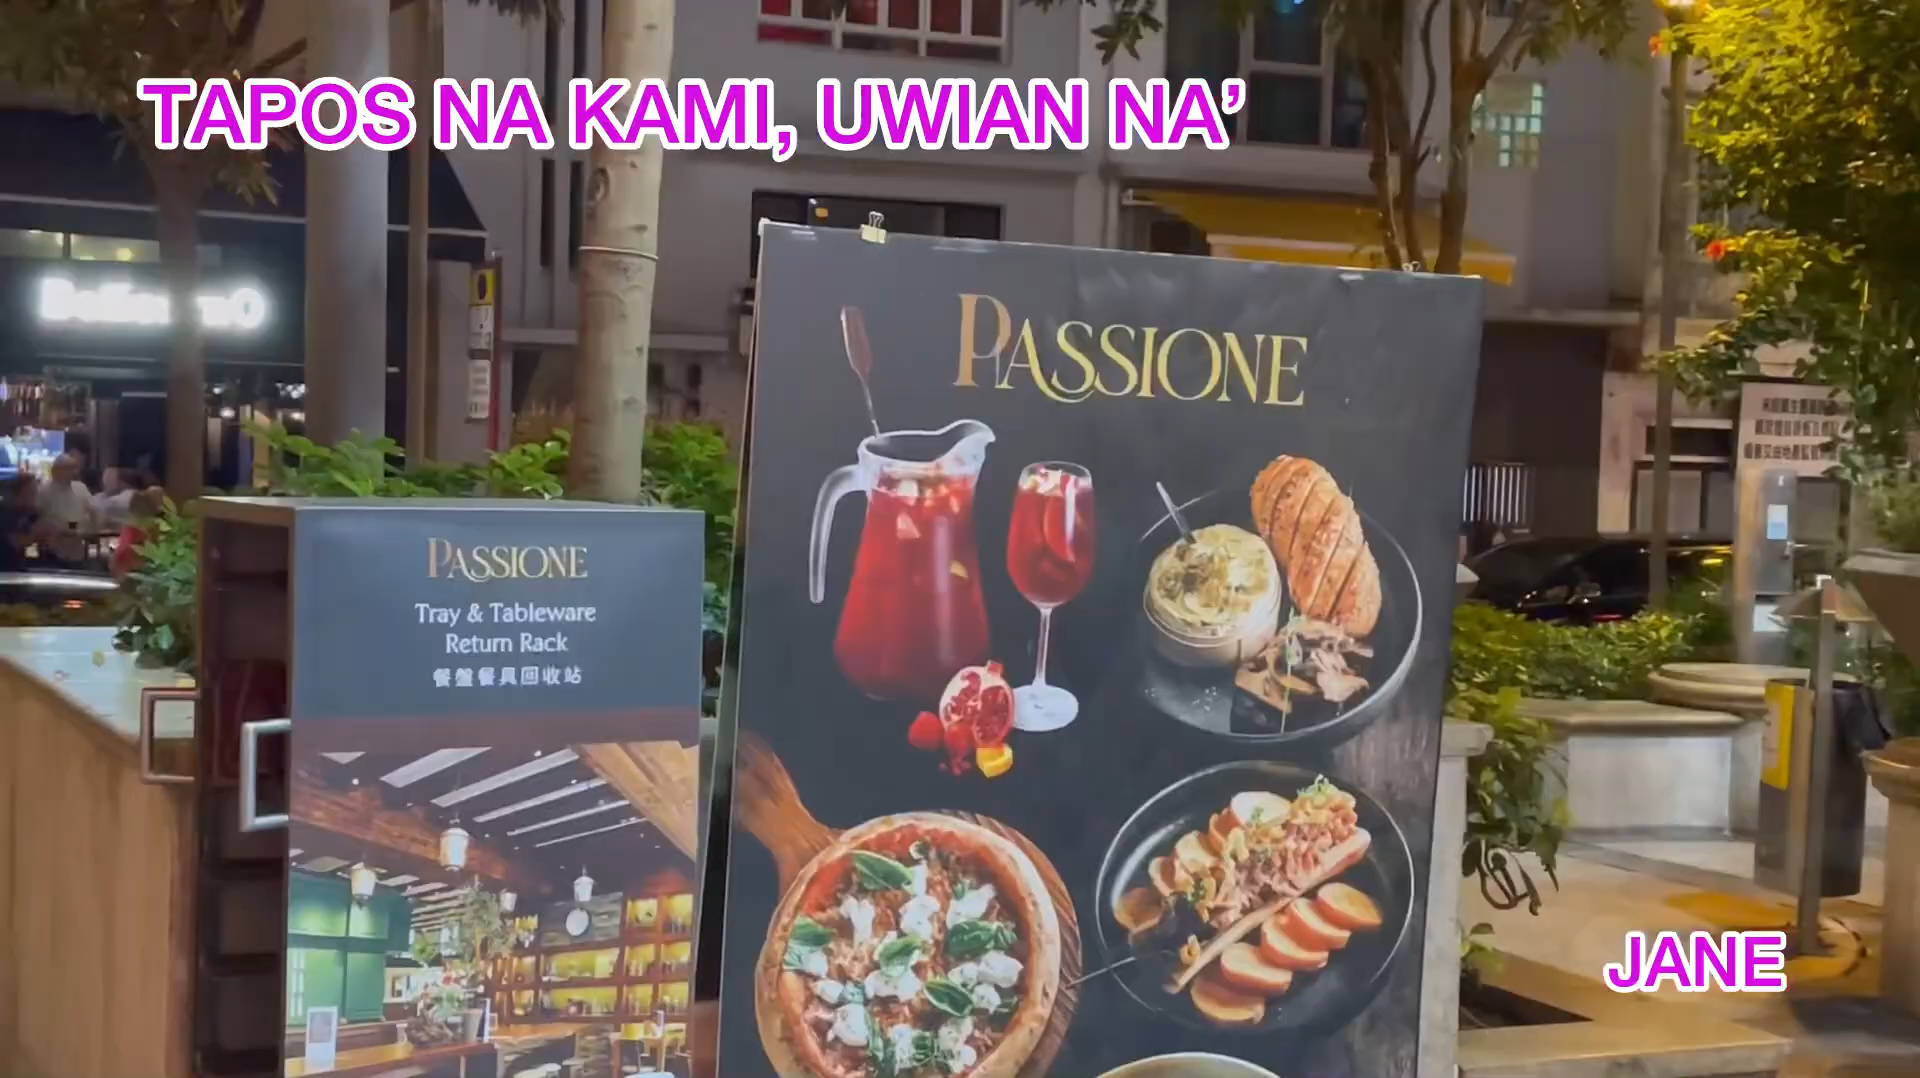 TAPOS NA KAMI, UWIAN NA’
PASSIONE
PASSIONE
Tray & Tableware
Return Rack
餐盤餐具回收站
JANE